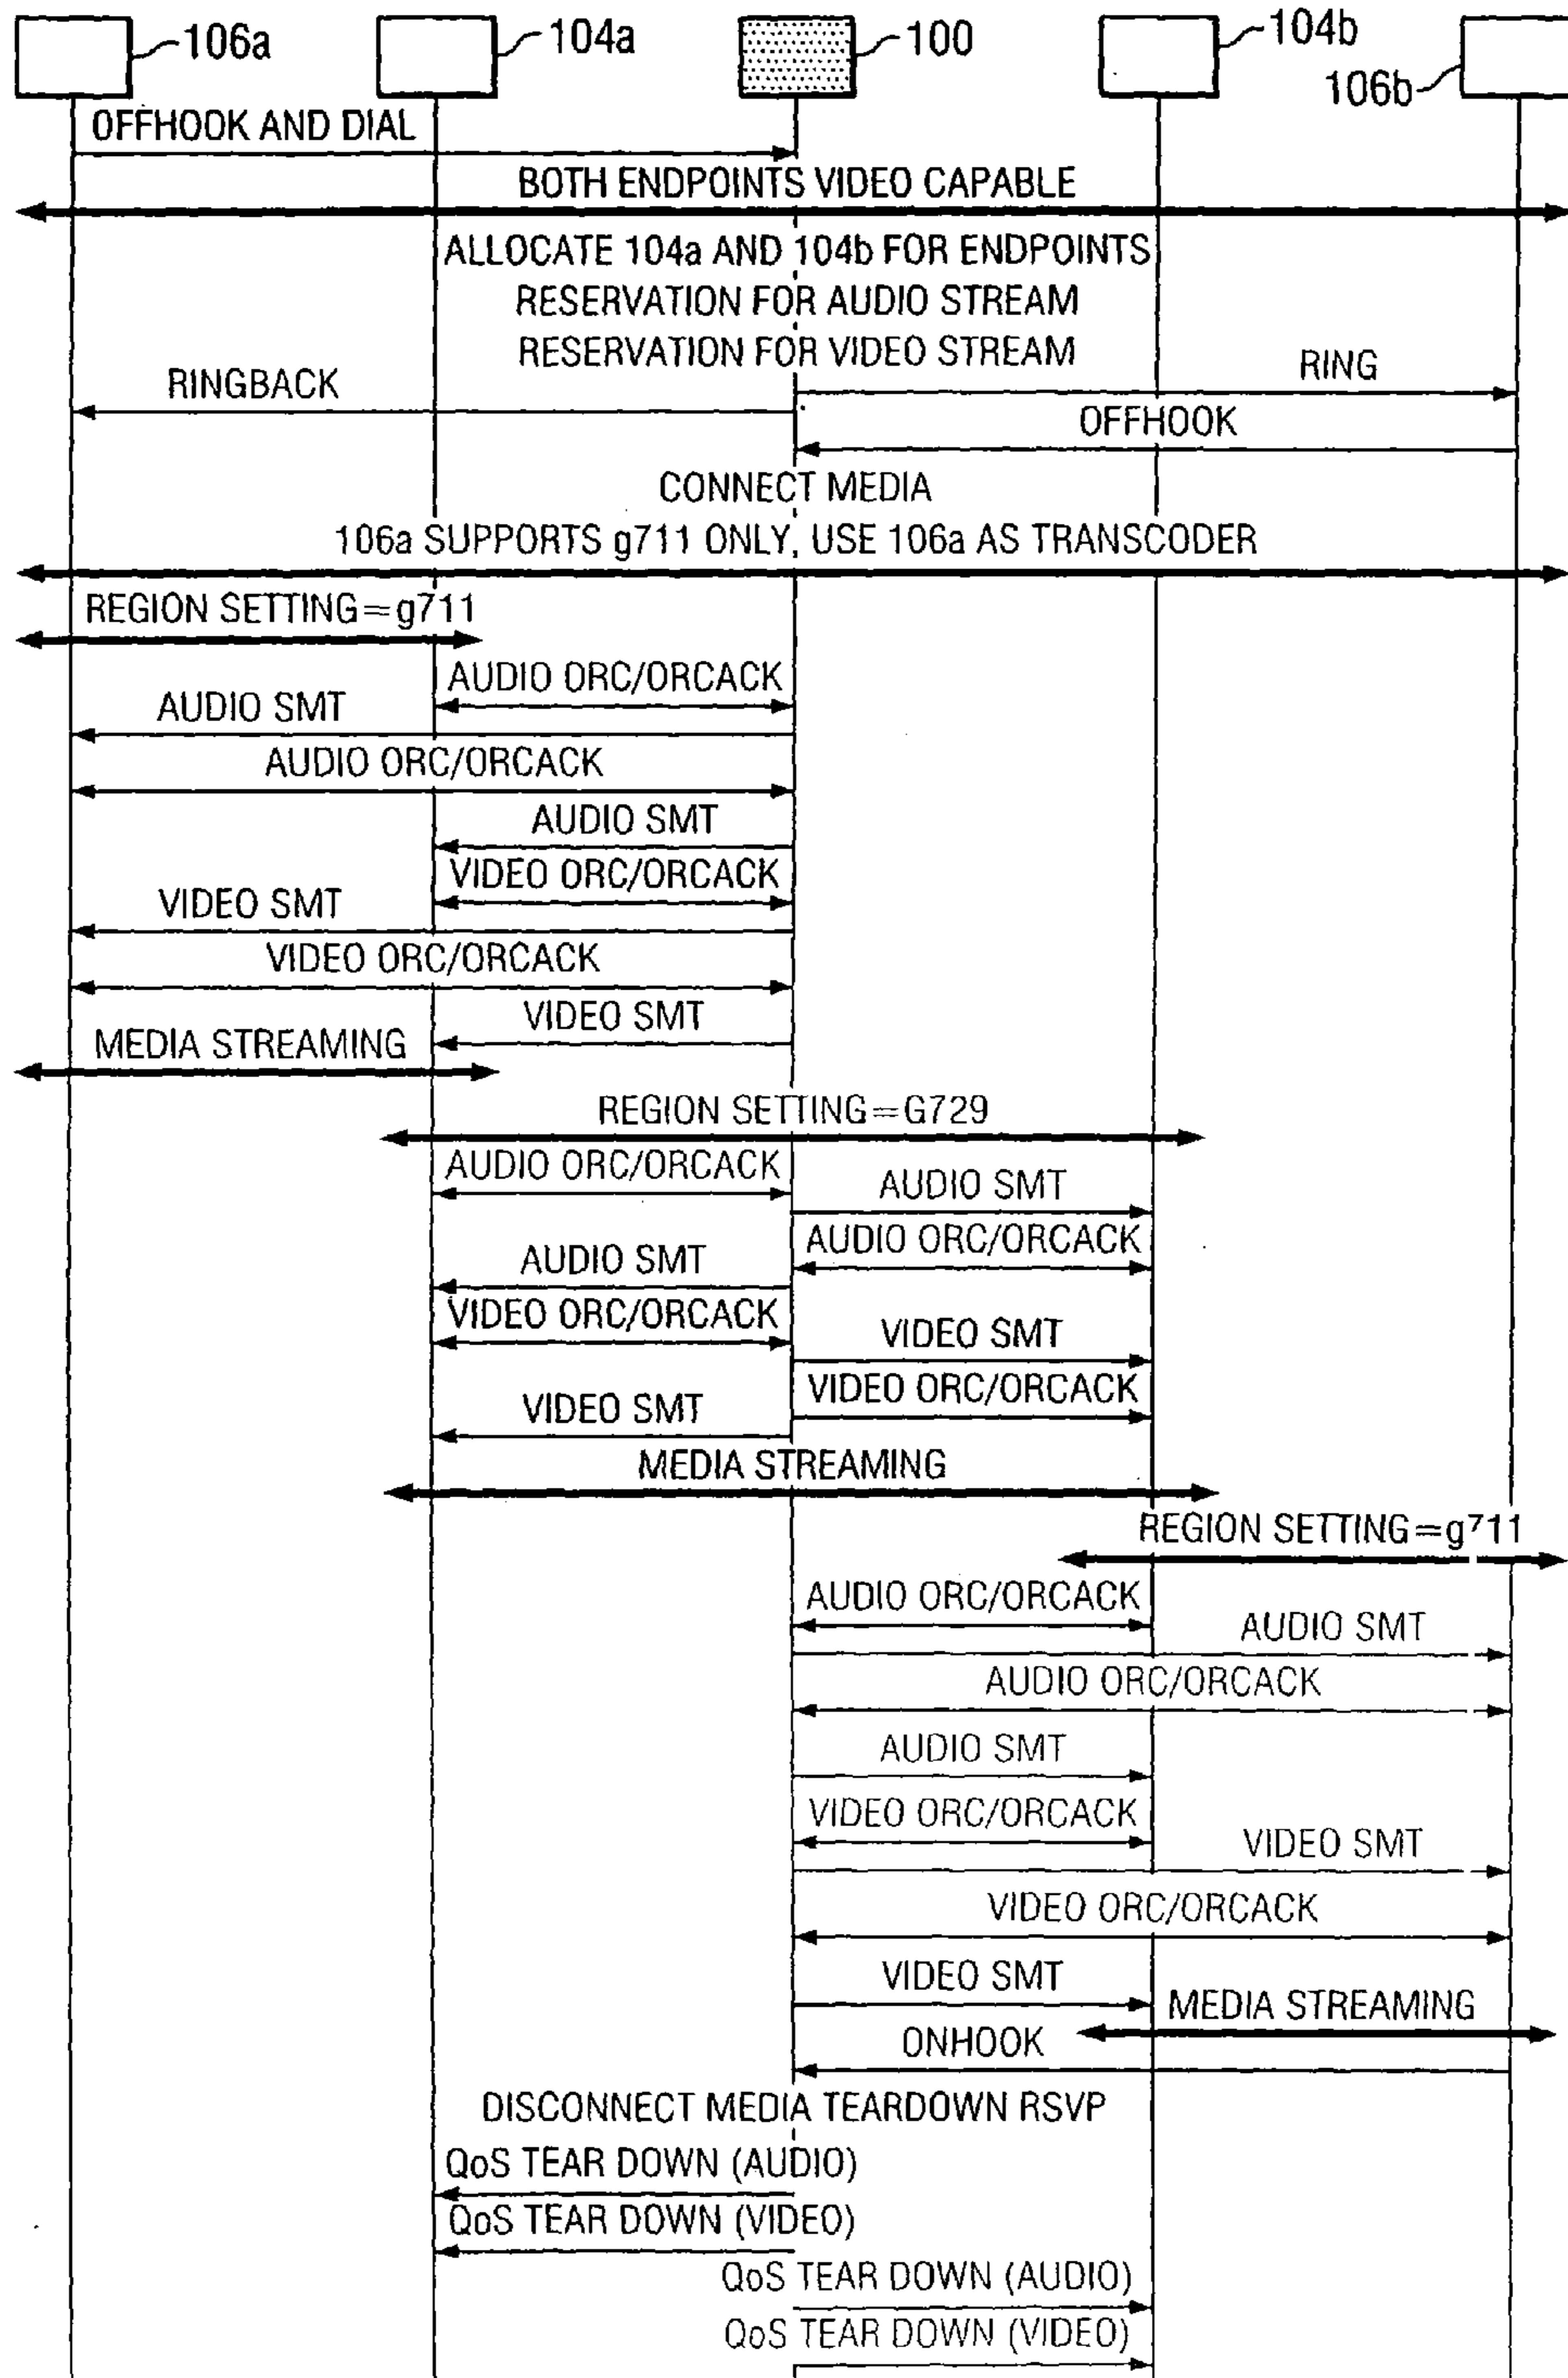 106a
104a
100
104b
106b
OFFHOOK AND DIAL
BOTH ENDPOINTS VIDEO CAPABLE
ALLOCATE 104a AND 104b FOR ENDPOINTS
RESERVATION FOR AUDIO STREAM
RESERVATION FOR VIDEO STREAM
RINGBACK
RING
OFFHOOK
CONNECT MEDIA
106a SUPPORTS g711 ONLY, USE 106a AS TRANSCODER
REGION SETTING=g711
AUDIO ORC/ORCACK
AUDIO SMT
AUDIO ORC/ORCACK
AUDIO SMT
VIDEO ORC/ORCACK
VIDEO SMT
VIDEO ORC/ORCACK
VIDEO SMT
MEDIA STREAMING
REGION SETTING=G729
AUDIO ORC/ORCACK
AUDIO SMT
AUDIO ORC/ORCACK
AUDIO SMT
VIDEO ORC/ORCACK
VIDEO SMT
VIDEO ORC/ORCACK
VIDEO SMT
MEDIA STREAMING
REGION SETTING=g711
AUDIO ORC/ORCACK
AUDIO SMT
AUDIO ORC/ORCACK
AUDIO SMT
VIDEO ORC/ORCACK
VIDEO SMT
VIDEO ORC/ORCACK
VIDEO SMT
MEDIA STREAMING
ONHOOK
DISCONNECT MEDIA TEARDOWN RSVP
QoS TEAR DOWN (AUDIO)
QoS TEAR DOWN (VIDEO)
QoS TEAR DOWN (AUDIO)
QoS TEAR DOWN (VIDEO)